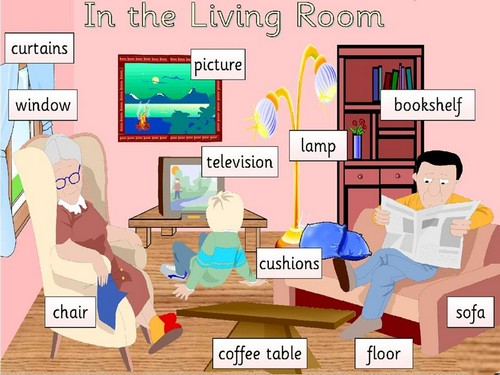 In the Living Room
curtains
picture
window
bookshelf
lamp
television
cushions
chair
sofa
coffee table
floor